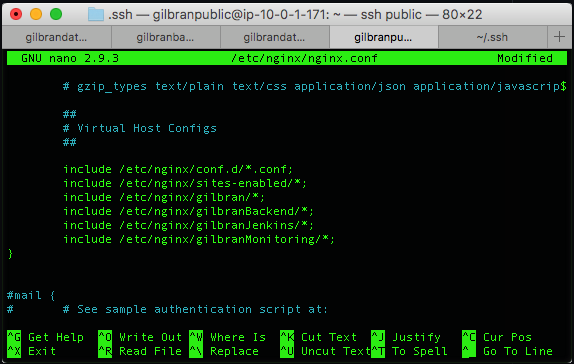 .ssh — gilbranpublic@ip-10-0-1-171: ~ — ssh public — 80×22
gilbrandat... gilbranba... gilbrandat... gilbranpu... ~/.ssh +
GNU nano 2.9.3 /etc/nginx/nginx.conf Modified
# gzip_types text/plain text/css application/json application/javascrip$
##
# Virtual Host Configs
##
include /etc/nginx/conf.d/*.conf;
include /etc/nginx/sites-enabled/*;
include /etc/nginx/gilbran/*;
include /etc/nginx/gilbranBackend/*;
include /etc/nginx/gilbranJenkins/*;
include /etc/nginx/gilbranMonitoring/*;
}
#mail {
# # See sample authentication script at:
^G Get Help ^O Write Out ^W Where Is ^K Cut Text ^J Justify ^C Cur Pos
^X Exit ^R Read File ^\ Replace ^U Uncut Text ^T To Spell ^_ Go To Line